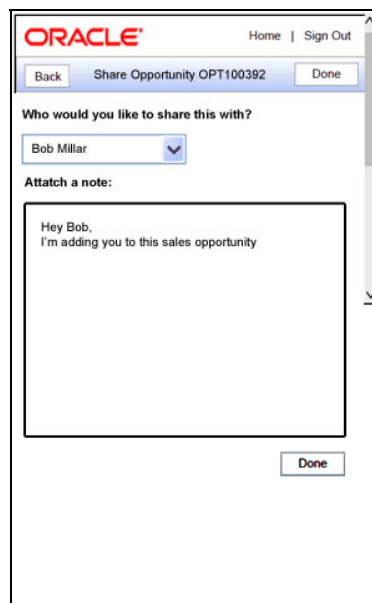 ORACLE
Home | Sign Out
Back Share Opportunity OPT100392 Done
Who would you like to share this with?
Bob Millar
Attatch a note:
Hey Bob,
I'm adding you to this sales opportunity
Done